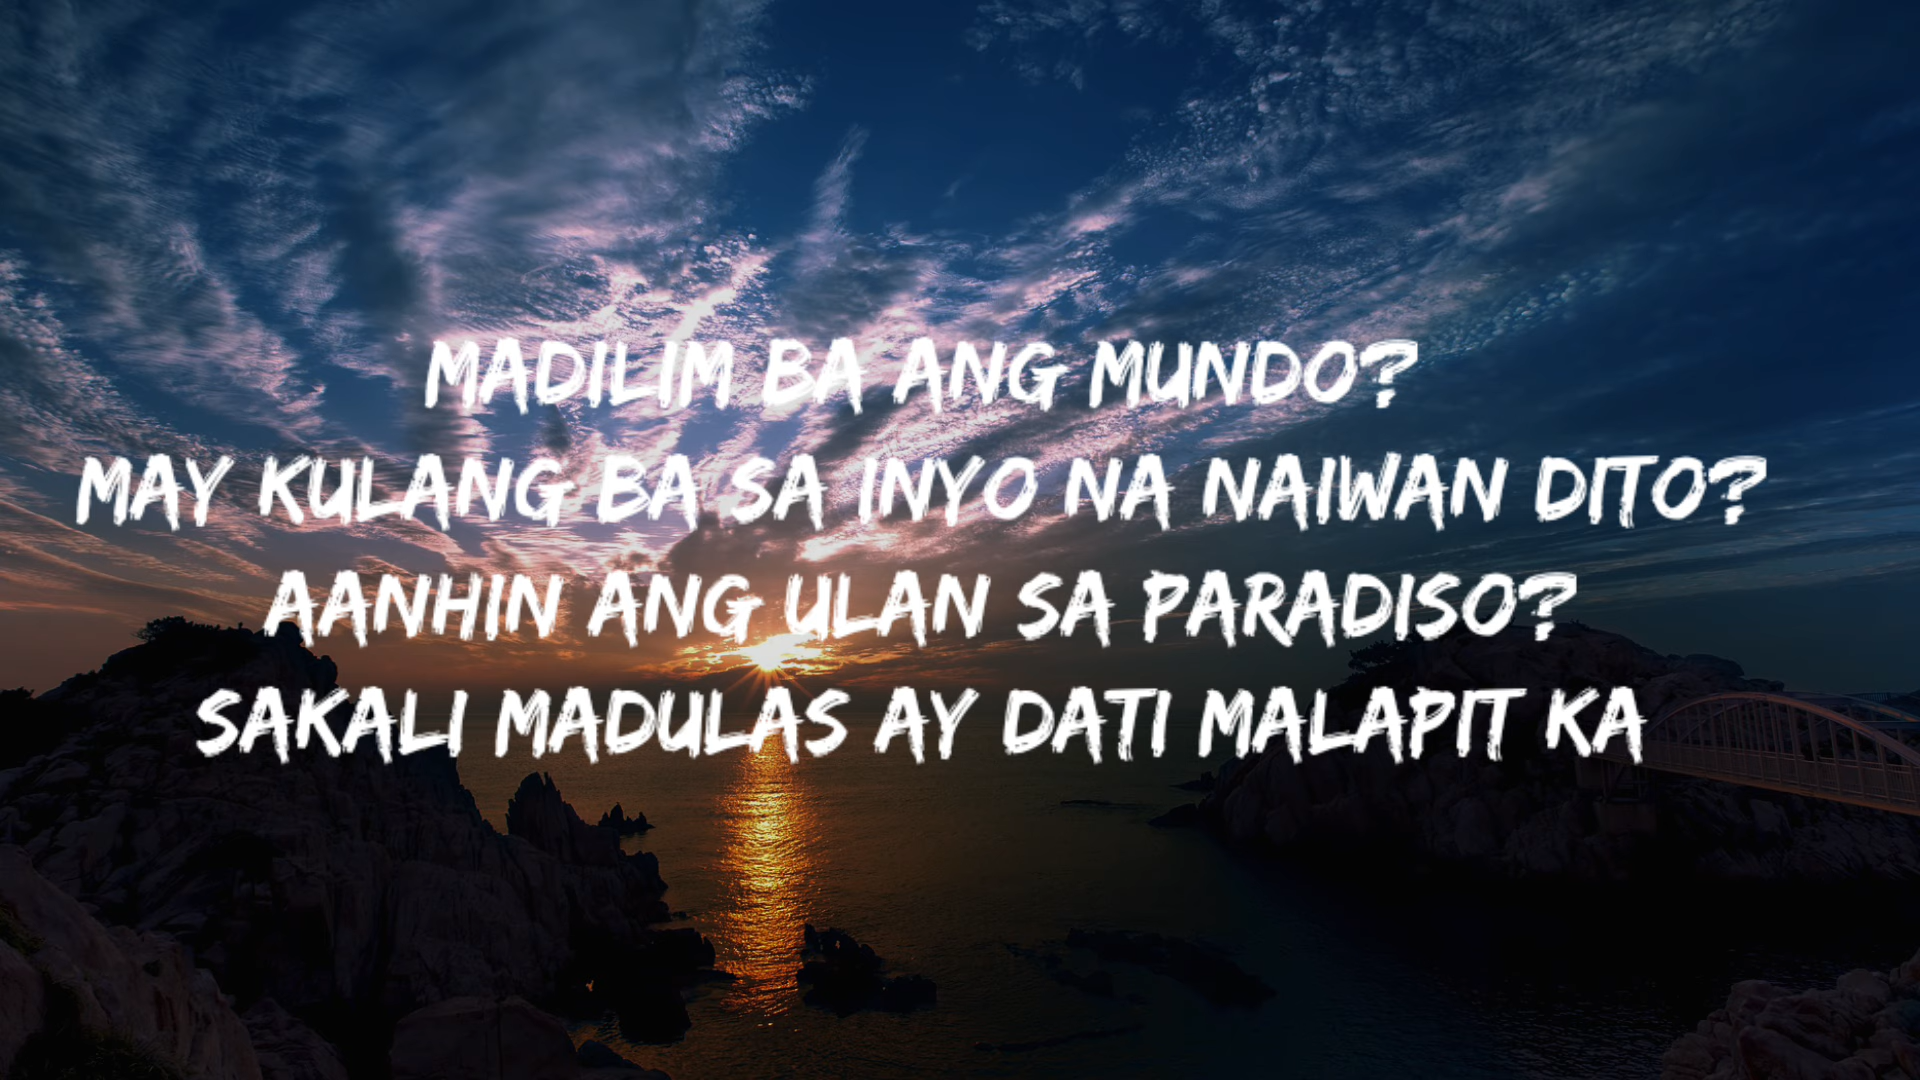 MADILIM BA ANG MUNDO?
MAY KULANG BA SA INYO NA NAIWAN DITO?
AANHIN ANG ULAN SA PARADISO?
SAKALI MADULAS AY DATI MALAPIT KA